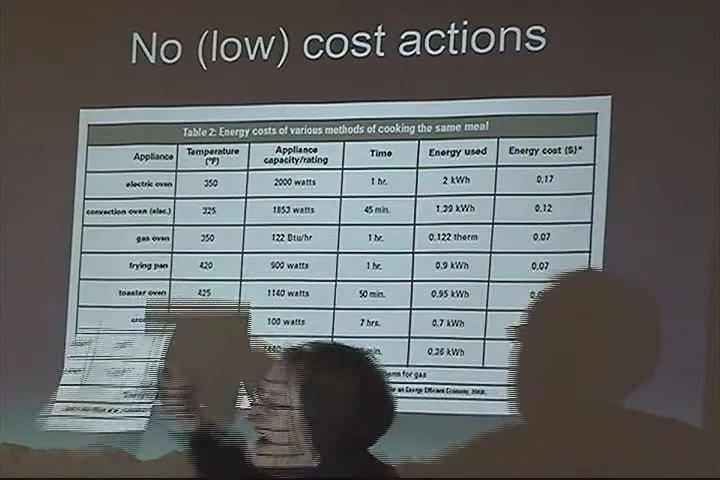 No (low) cost actions
Table 2: Energy costs of various methods of cooking the same meal
Appliance Temperature (°F) Appliance capacity/rating Time Energy used Energy cost ($)*
electric oven 350 2000 watts 1 hr. 2 kWh 0.17
convection oven (elec.) 325 1853 watts 45 min. 1.39 kWh 0.12
gas oven 350 122 Btu/hr 1 hr. 0.122 therm 0.07
frying pan 420 900 watts 1 hr. 0.9 kWh 0.07
toaster oven 425 1140 watts 50 min. 0.95 kWh
100 watts 7 hrs. 0.7 kWh
min. 0.36 kWh
for gas
for an Energy Efficient Economy,